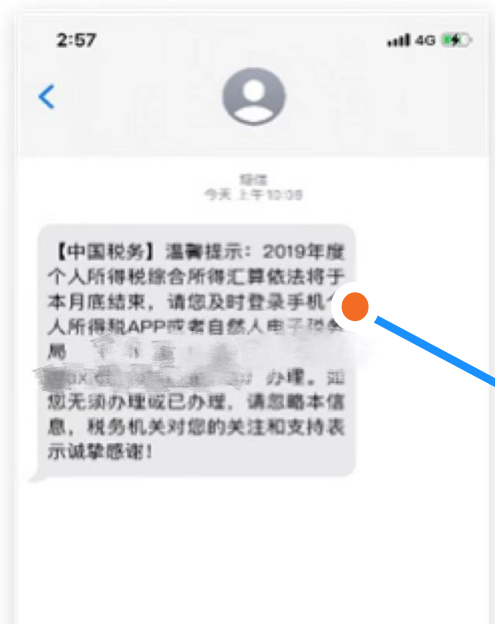 2:57
4G
短信
今天 上午10:08
【中国税务】温馨提示：2019年度
个人所得税综合所得汇算依法将于
本月底结束，请您及时登录手机个
人所得税APP或者自然人电子税务
局
办理。如
您无须办理或已办理，请忽略本信
息，税务机关对您的关注和支持表
示诚挚感谢！